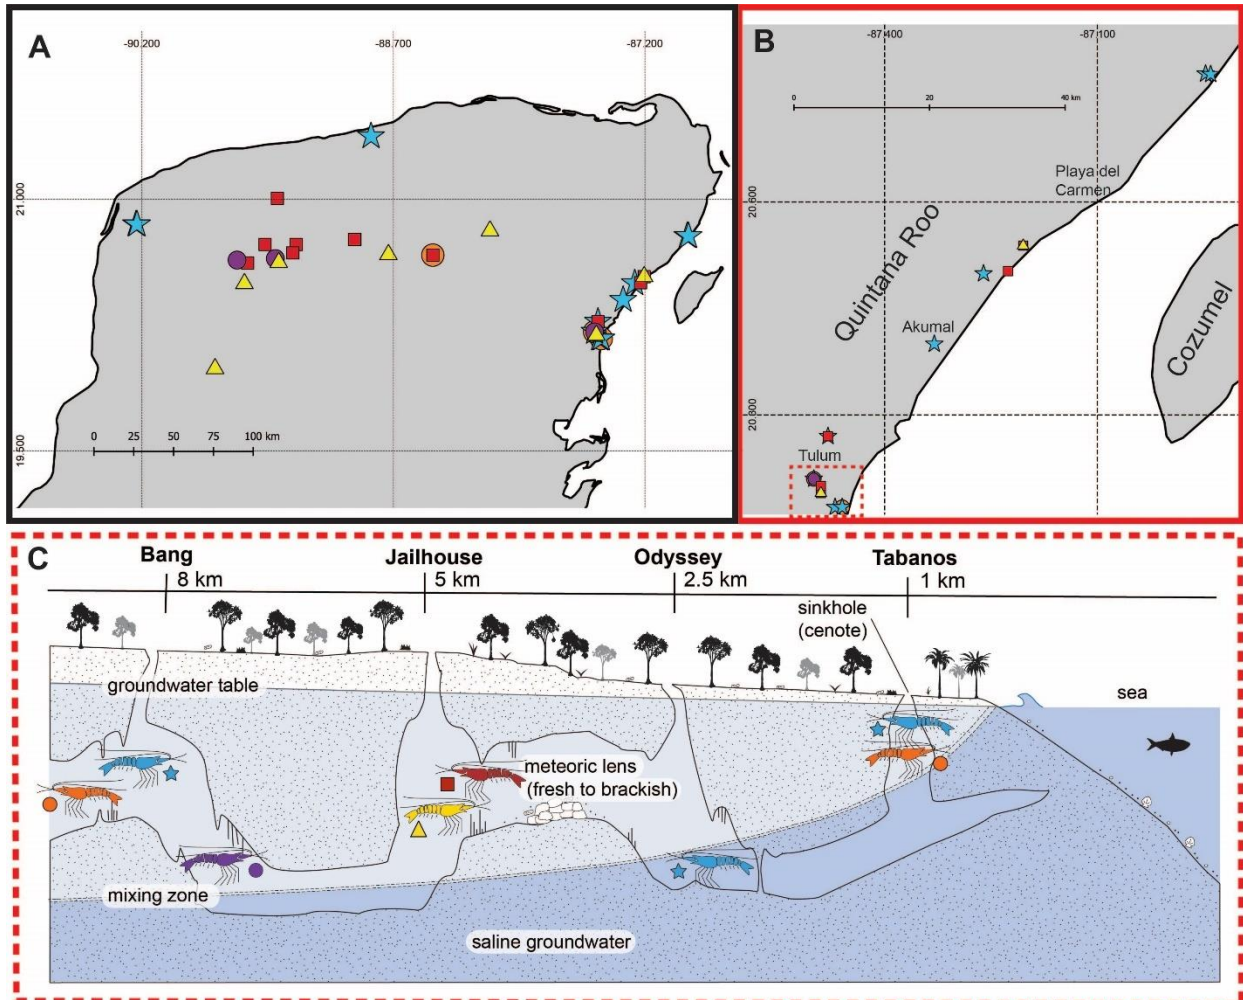 A
-90.200
-88.700
-87.200
21.000
19.500
0 25 50 75 100 km
B
-87.400
-87.100
0 20 40 km
20.600
20.300
Playa del
Carmen
Quintana Roo
Akumal
Cozumel
Tulum
C
Bang
Jailhouse
Odyssey
Tabanos
8 km
5 km
2.5 km
1 km
sinkhole
(cenote)
groundwater table
sea
meteoric lens
(fresh to brackish)
mixing zone
saline groundwater